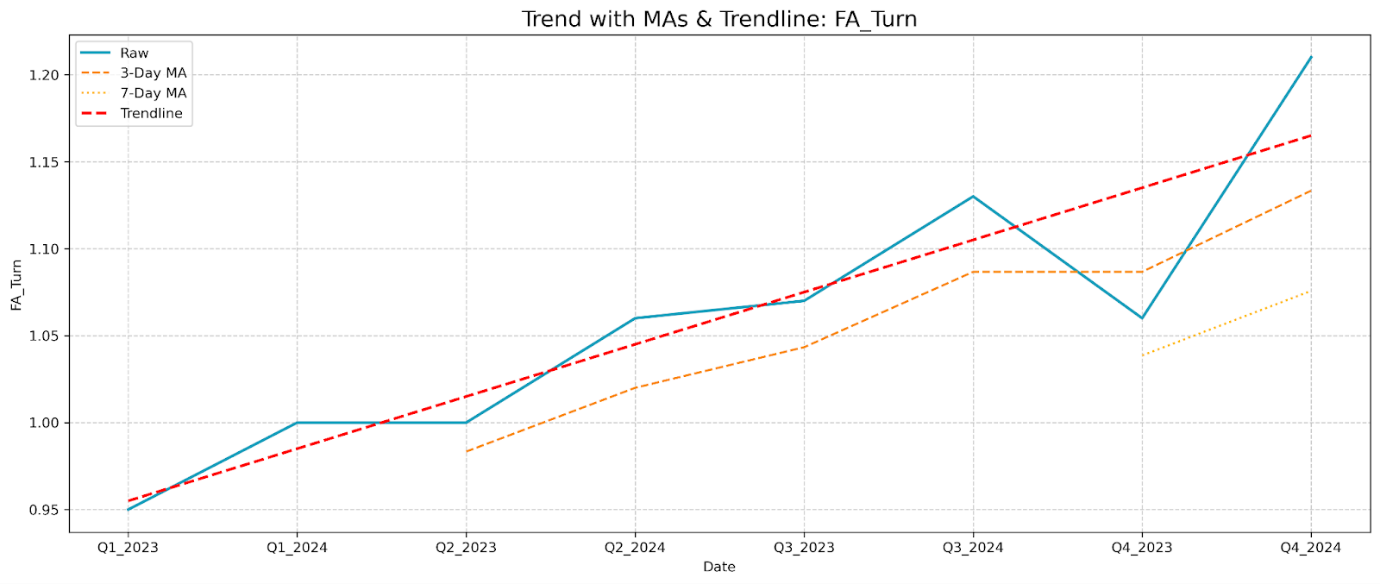 Trend with MAs & Trendline: FA_Turn
Raw
3-Day MA
7-Day MA
Trendline
1.20
1.15
1.10
1.05
1.00
0.95
FA_Turn
Q1_2023 Q1_2024 Q2_2023 Q2_2024 Q3_2023 Q3_2024 Q4_2023 Q4_2024
Date